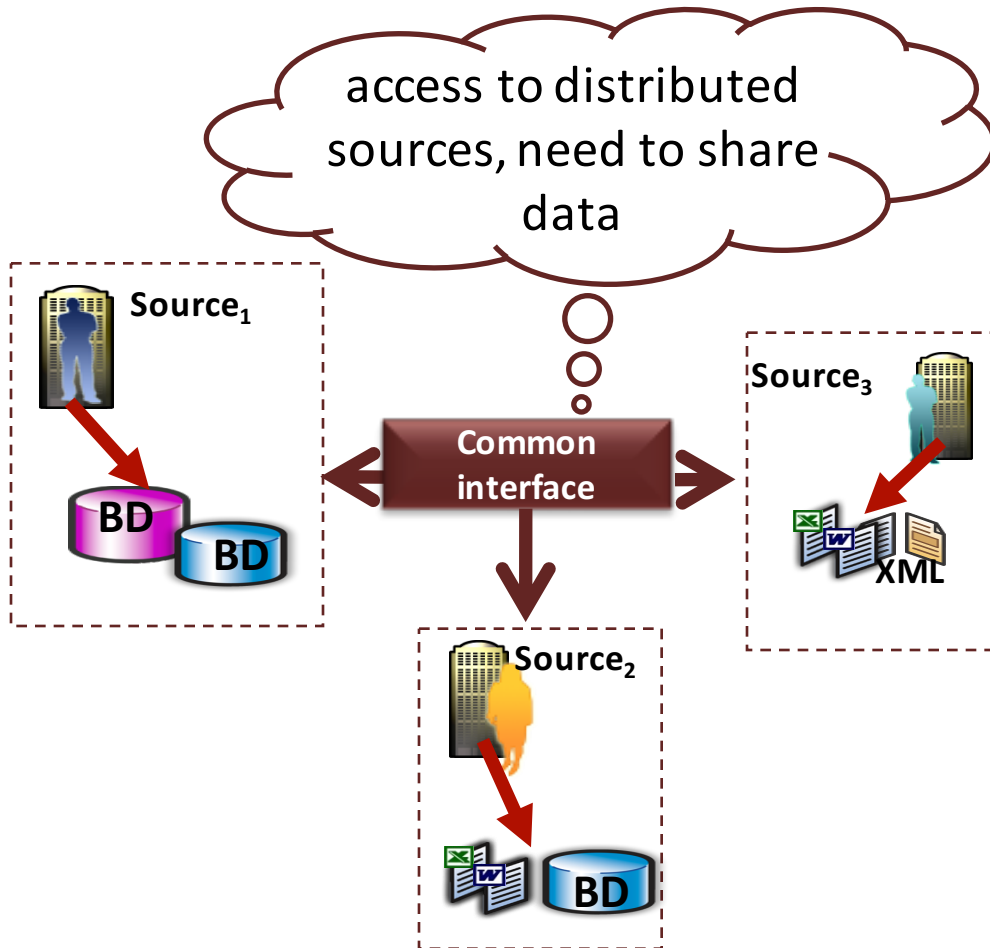 access to distributed
sources, need to share
data
Source₁
Source₃
Common
interface
BD
BD
X
W
XML
Source₂
X
W
BD